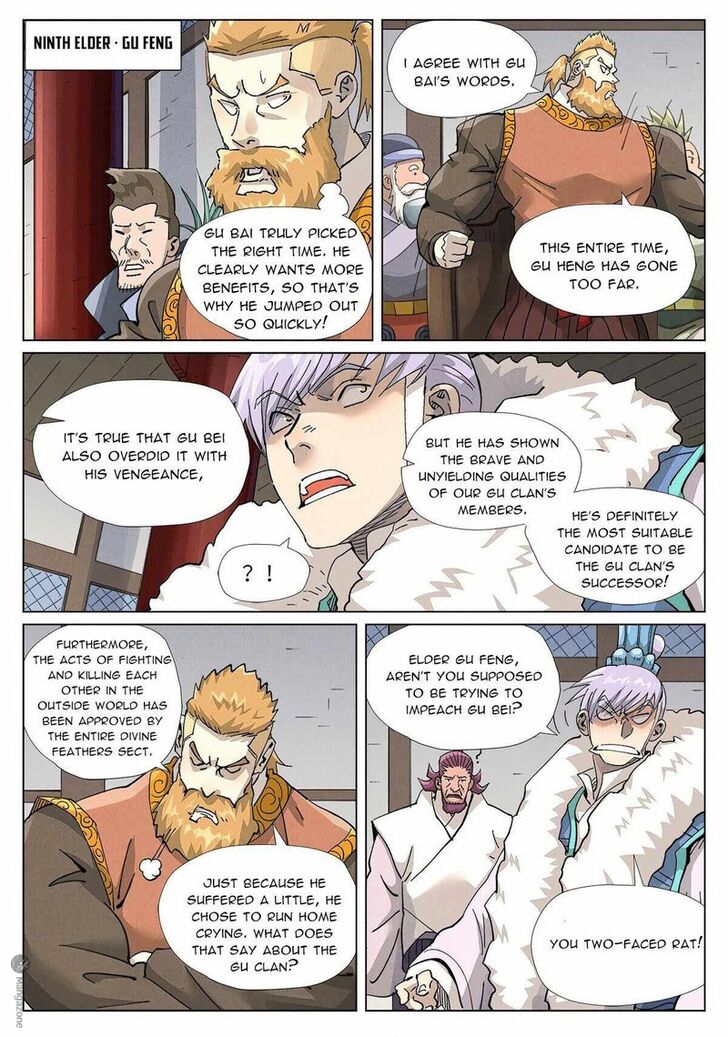 NINTH ELDER · GU FENG
GU BAI TRULY PICKED
THE RIGHT TIME. HE
CLEARLY WANTS MORE
BENEFITS, SO THAT'S
WHY HE JUMPED OUT
SO QUICKLY!
I AGREE WITH GU
BAI'S WORDS.
THIS ENTIRE TIME,
GU HENG HAS GONE
TOO FAR.
IT'S TRUE THAT GU BEI
ALSO OVERDID IT WITH
HIS VENGEANCE,
?!
BUT HE HAS SHOWN
THE BRAVE AND
UNYIELDING QUALITIES
OF OUR GU CLAN'S
MEMBERS.
HE'S DEFINITELY
THE MOST SUITABLE
CANDIDATE TO BE
THE GU CLAN'S
SUCCESSOR!
FURTHERMORE,
THE ACTS OF FIGHTING
AND KILLING EACH
OTHER IN THE
OUTSIDE WORLD HAS
BEEN APPROVED BY
THE ENTIRE DIVINE
FEATHERS SECT.
JUST BECAUSE HE
SUFFERED A LITTLE, HE
CHOSE TO RUN HOME
CRYING. WHAT DOES
THAT SAY ABOUT THE
GU CLAN?
ELDER GU FENG,
AREN'T YOU SUPPOSED
TO BE TRYING TO
IMPEACH GU BEI?
YOU TWO-FACED RAT!
MangaZone